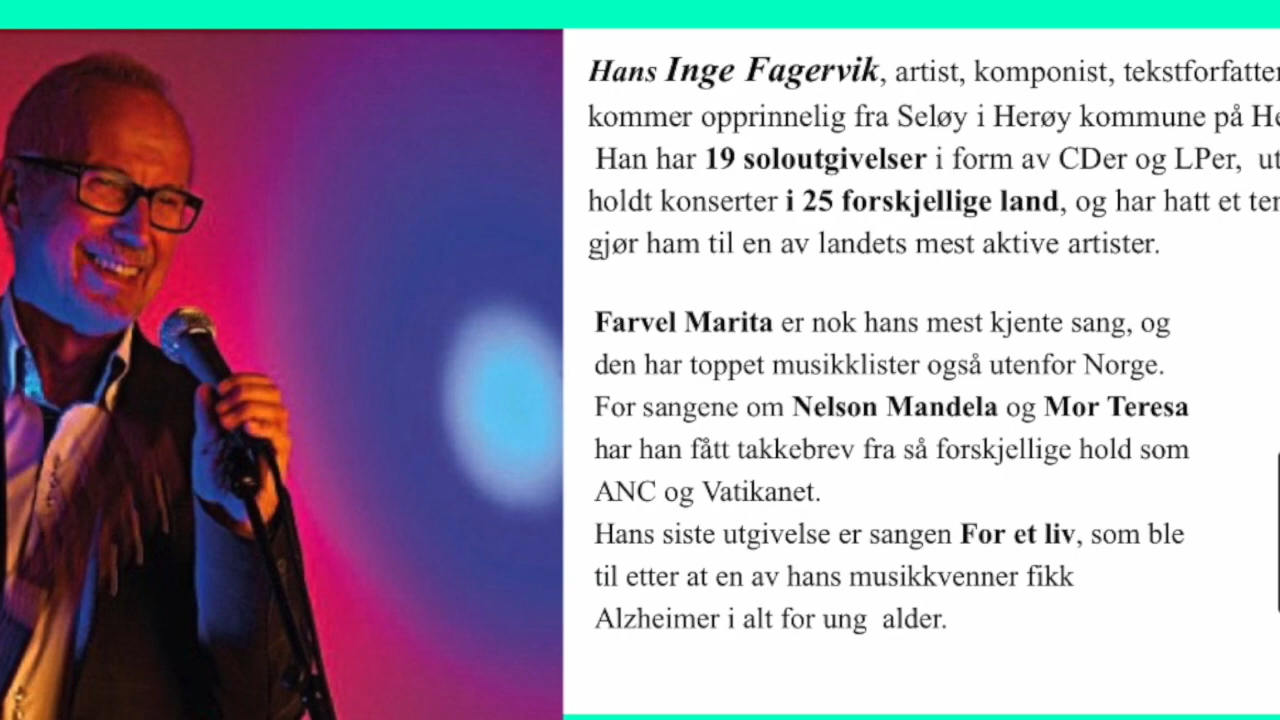 Hans Inge Fagervik, artist, komponist, tekstforfatter
kommer opprinnelig fra Seløy i Herøy kommune på He
Han har 19 soloutgivelser i form av CDer og LPer, ut
holdt konserter i 25 forskjellige land, og har hatt et te
gjør ham til en av landets mest aktive artister.
Farvel Marita er nok hans mest kjente sang, og
den har toppet musikklister også utenfor Norge.
For sangene om Nelson Mandela og Mor Teresa
har han fått takkebrev fra så forskjellige hold som
ANC og Vatikanet.
Hans siste utgivelse er sangen For et liv, som ble
til etter at en av hans musikkvenner fikk
Alzheimer i alt for ung alder.